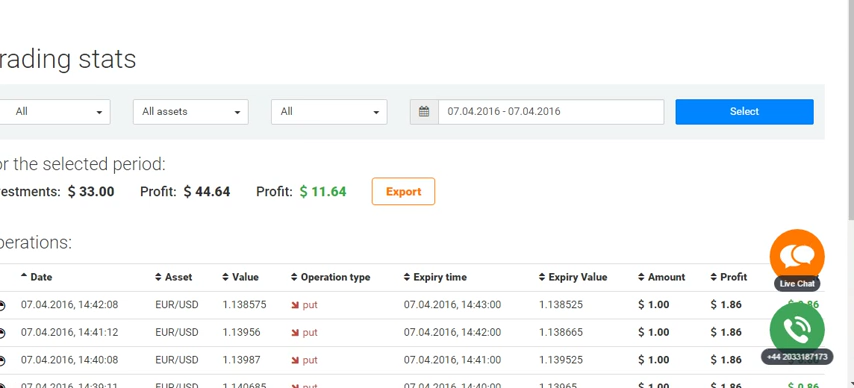 rading stats
All All assets All 07.04.2016 - 07.04.2016 Select
or the selected period:
estments: $ 33.00 Profit: $ 44.64 Profit: $ 11.64 Export
perations:
Date Asset Value Operation type Expiry time Expiry Value Amount Profit
Live Chat
07.04.2016, 14:42:08 EUR/USD 1.138575 put 07.04.2016, 14:43:00 1.138525 $ 1.00 $ 1.86 $ 0.86
07.04.2016, 14:41:12 EUR/USD 1.13956 put 07.04.2016, 14:42:00 1.138665 $ 1.00 $ 1.86
07.04.2016, 14:40:08 EUR/USD 1.13987 put 07.04.2016, 14:41:00 1.139525 $ 1.00 $ 1.86
+44 2033187173
07.04.2016, 14:39:11 EUR/USD 1.140685 put 07.04.2016, 14:40:00 1.13965 $ 1.00 $ 1.86 $ 0.86